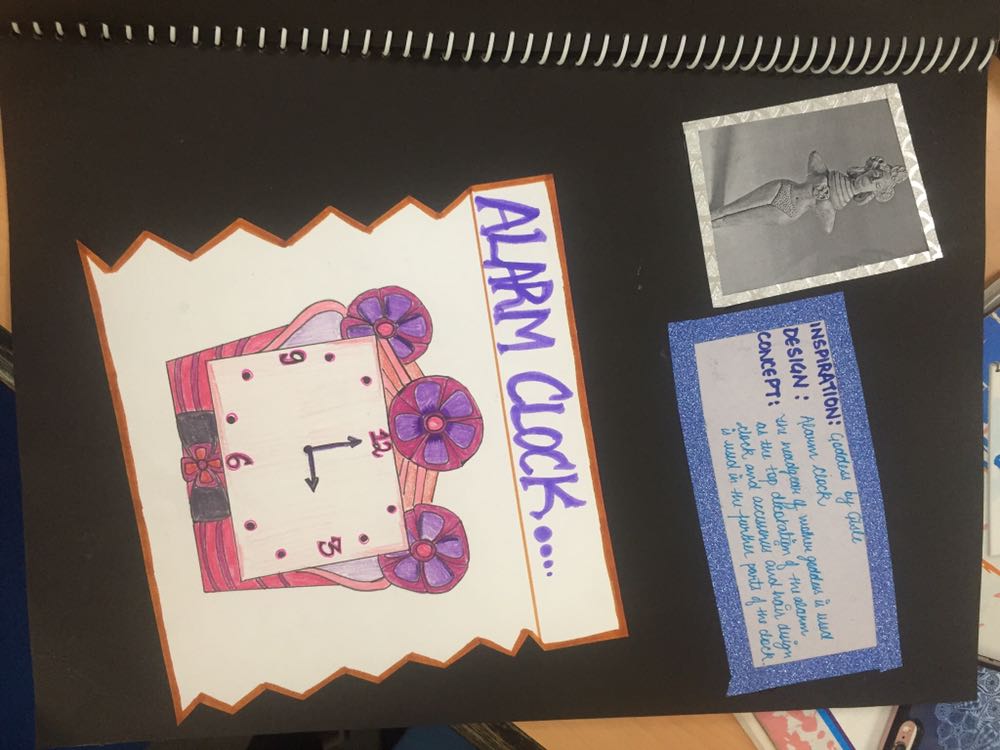 ALARM CLOCK....
12
9
3
6
INSPIRATION: Goddess by Cisle
DESIGN: Alarm clock
CONCEPT: the headgear of mother goddess is used
as the top decoration of the alarm
clock and accessories and hair design
is used in the further parts of the clock.